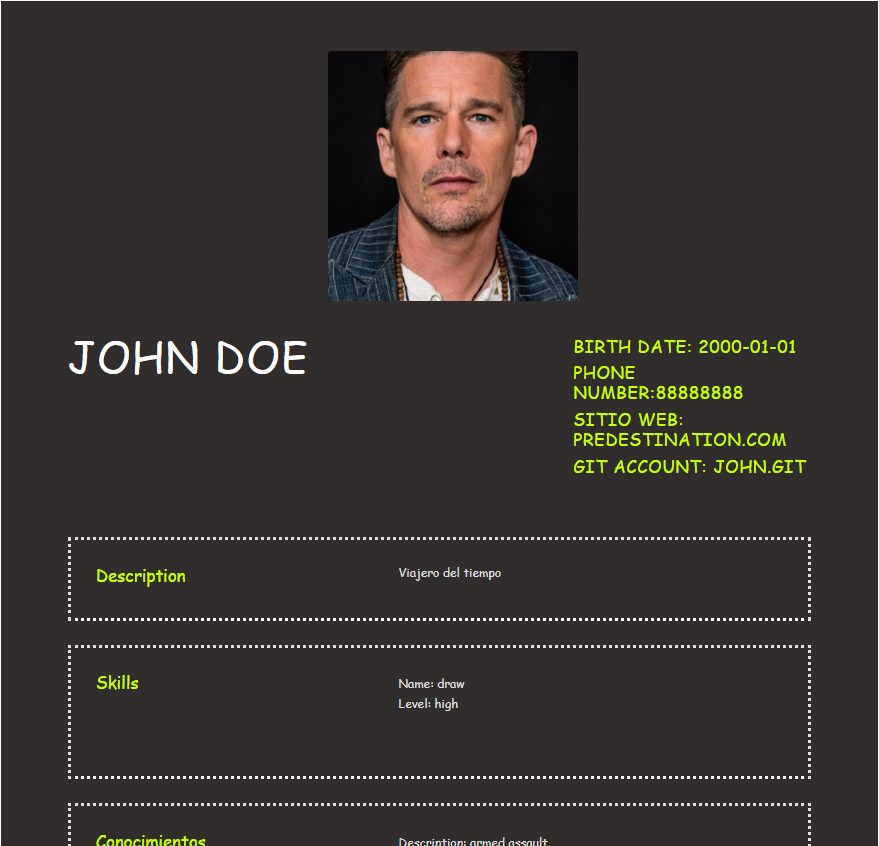 JOHN DOE
BIRTH DATE: 2000-01-01
PHONE
NUMBER:88888888
SITIO WEB:
PREDESTINATION.COM
GIT ACCOUNT: JOHN.GIT
Description
Viajero del tiempo
Skills
Name: draw
Level: high
Conocimientos
Description: armed assault